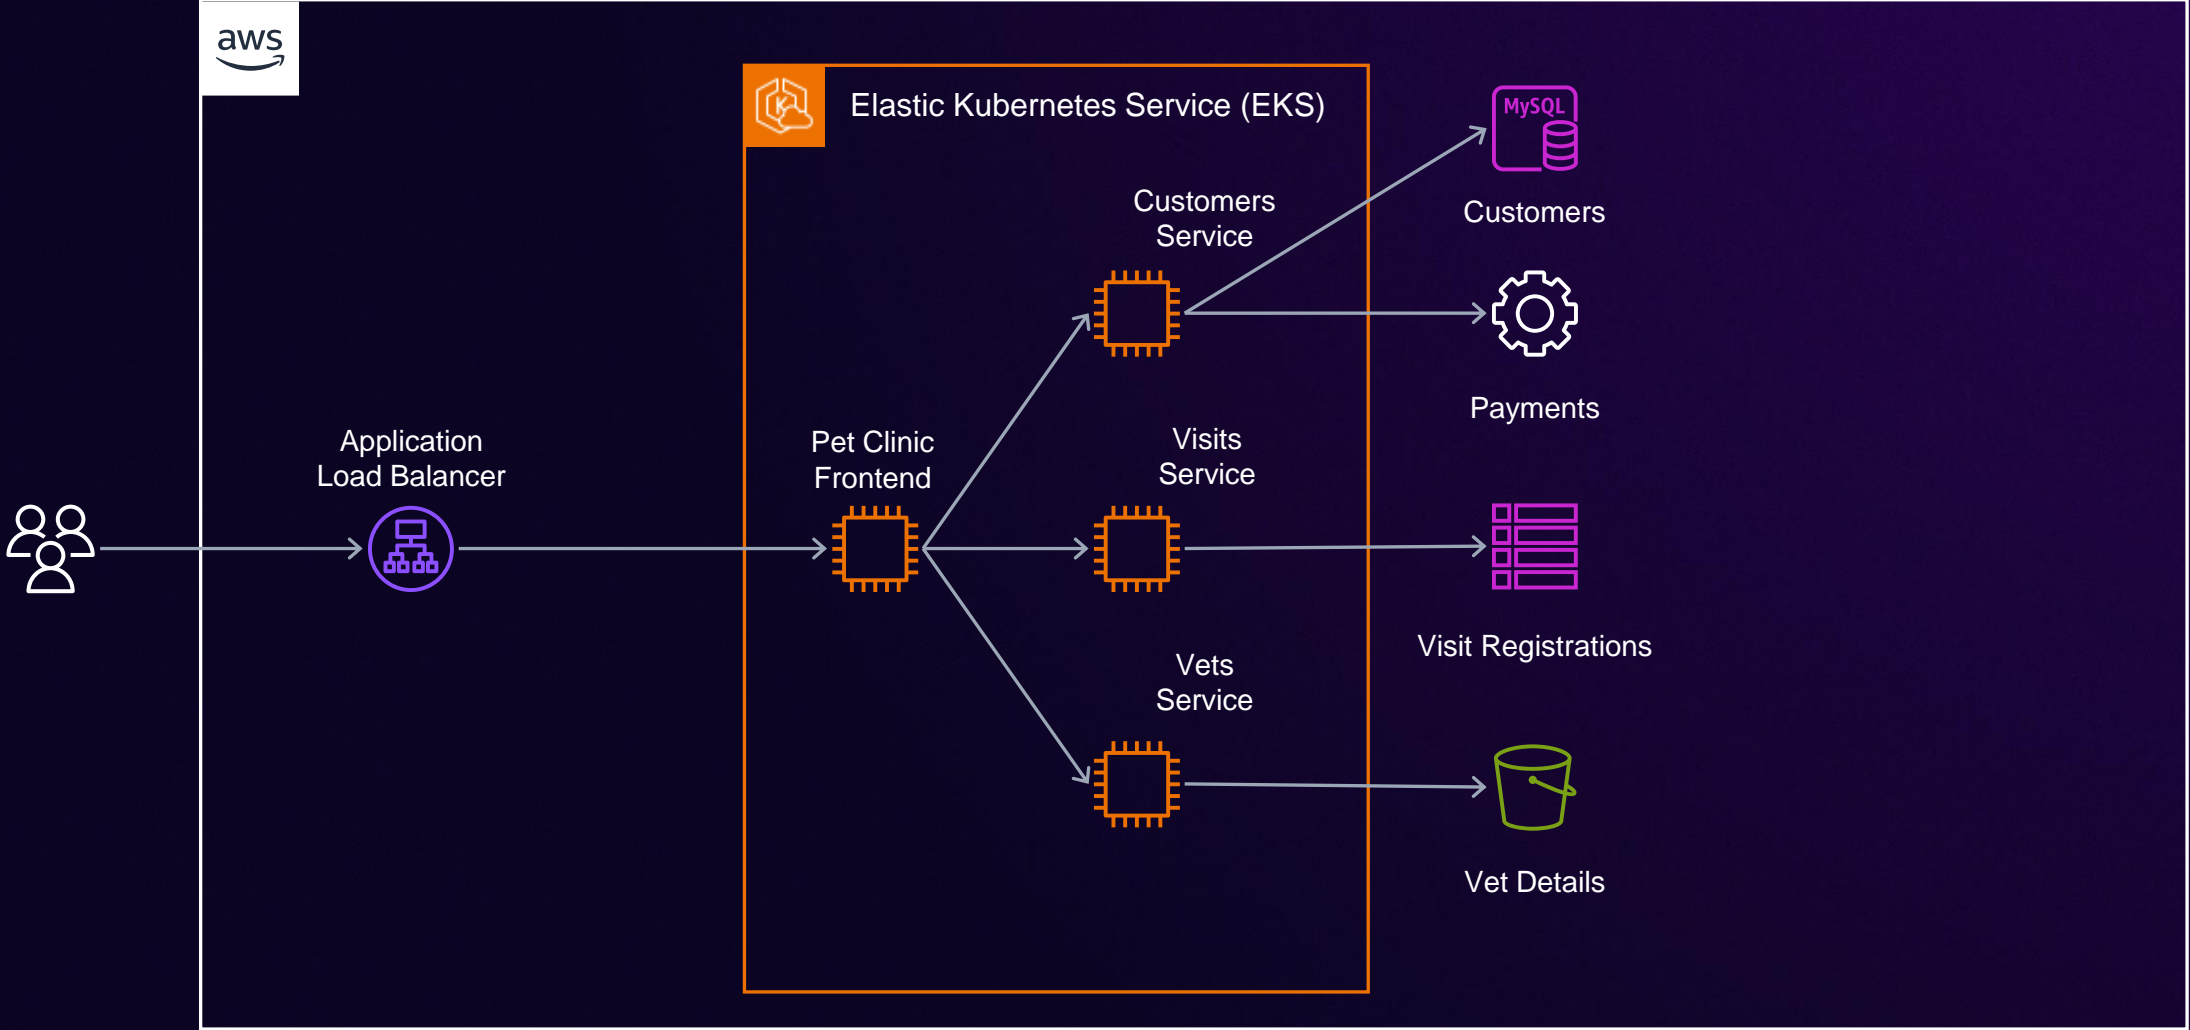 aws
Elastic Kubernetes Service (EKS)
MySQL
Customers
Service
Customers
Payments
Application
Load Balancer
Pet Clinic
Frontend
Visits
Service
Visit Registrations
Vets
Service
Vet Details